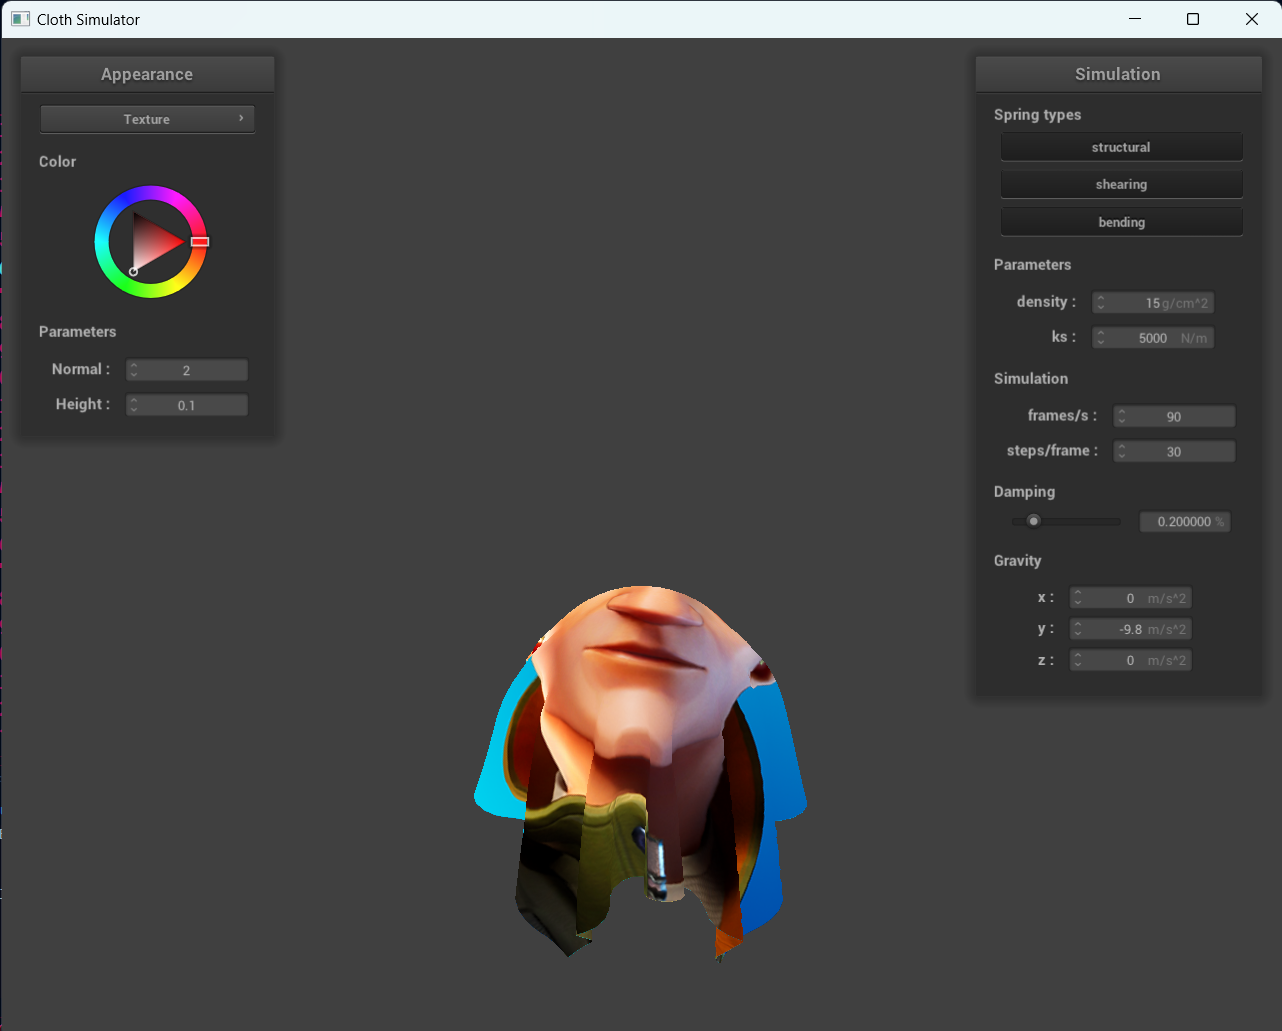 Cloth Simulator
Appearance
Texture
Color
Parameters
Normal : 2
Height : 0.1
Simulation
Spring types
structural
shearing
bending
Parameters
density : 15 g/cm^2
ks : 5000 N/m
Simulation
frames/s : 90
steps/frame : 30
Damping
0.200000 %
Gravity
x : 0 m/s^2
y : -9.8 m/s^2
z : 0 m/s^2